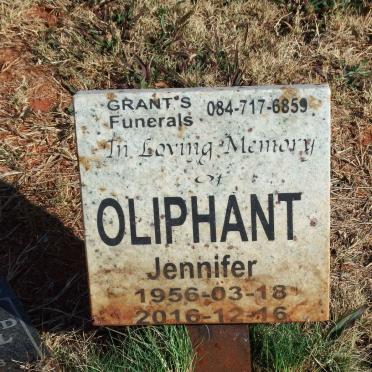 GRANT'S 084-717-6859
Funerals
In Loving Memory
of
OLIPHANT
Jennifer
1956-03-18
2016-12-16